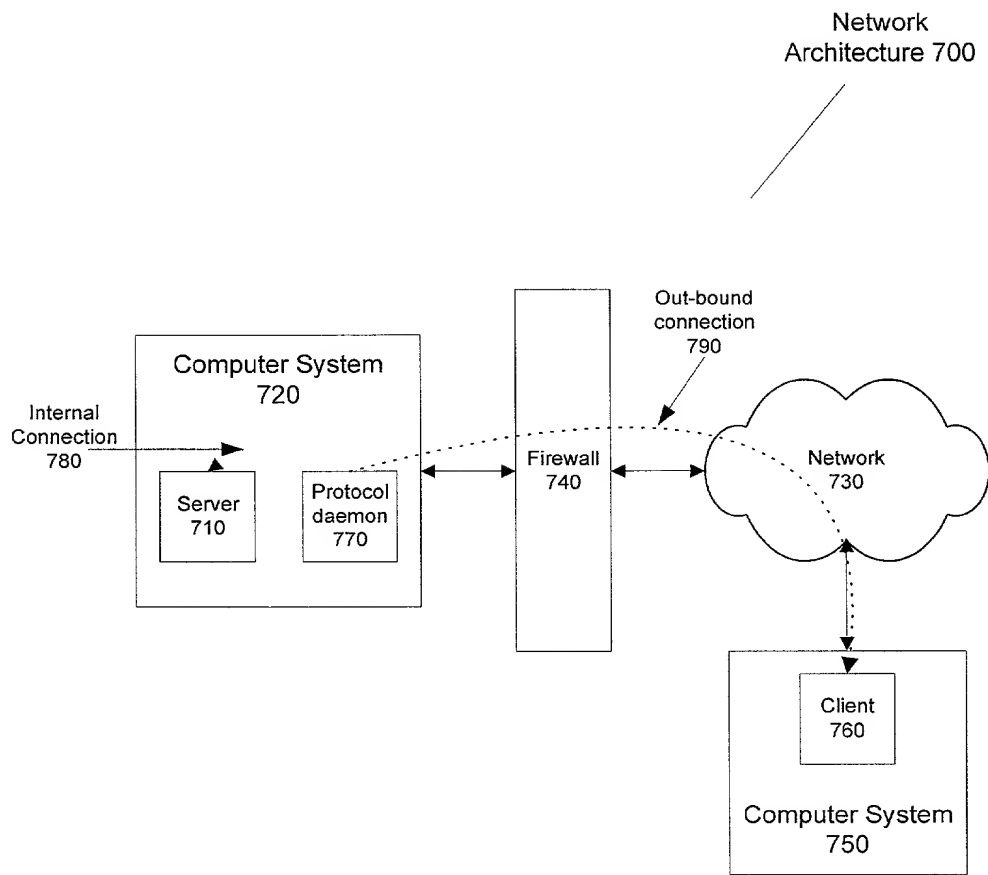 Network
Architecture 700
Out-bound
connection
790
Computer System
720
Internal
Connection
780
Server
710
Protocol
daemon
770
Firewall
740
Network
730
Client
760
Computer System
750